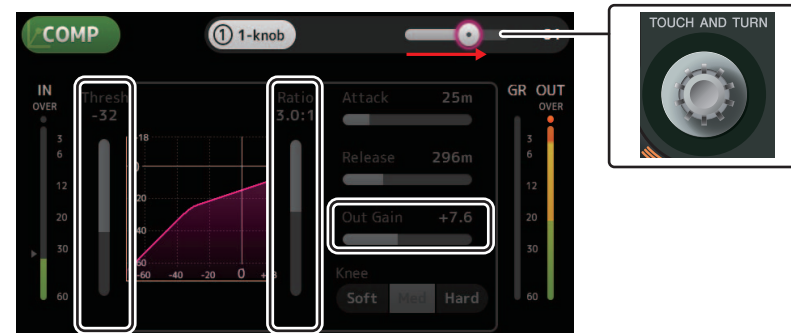 COMP
1 1-knob
TOUCH AND TURN
IN
OVER
3
6
12
20
30
60
Thresh
-32
-18
0
20
40
60
-60 -40 -20 0
Ratio
3.0:1
Attack 25m
Release 296m
Out Gain +7.6
Knee
Soft Med Hard
GR OUT
OVER
3
6
12
20
30
60